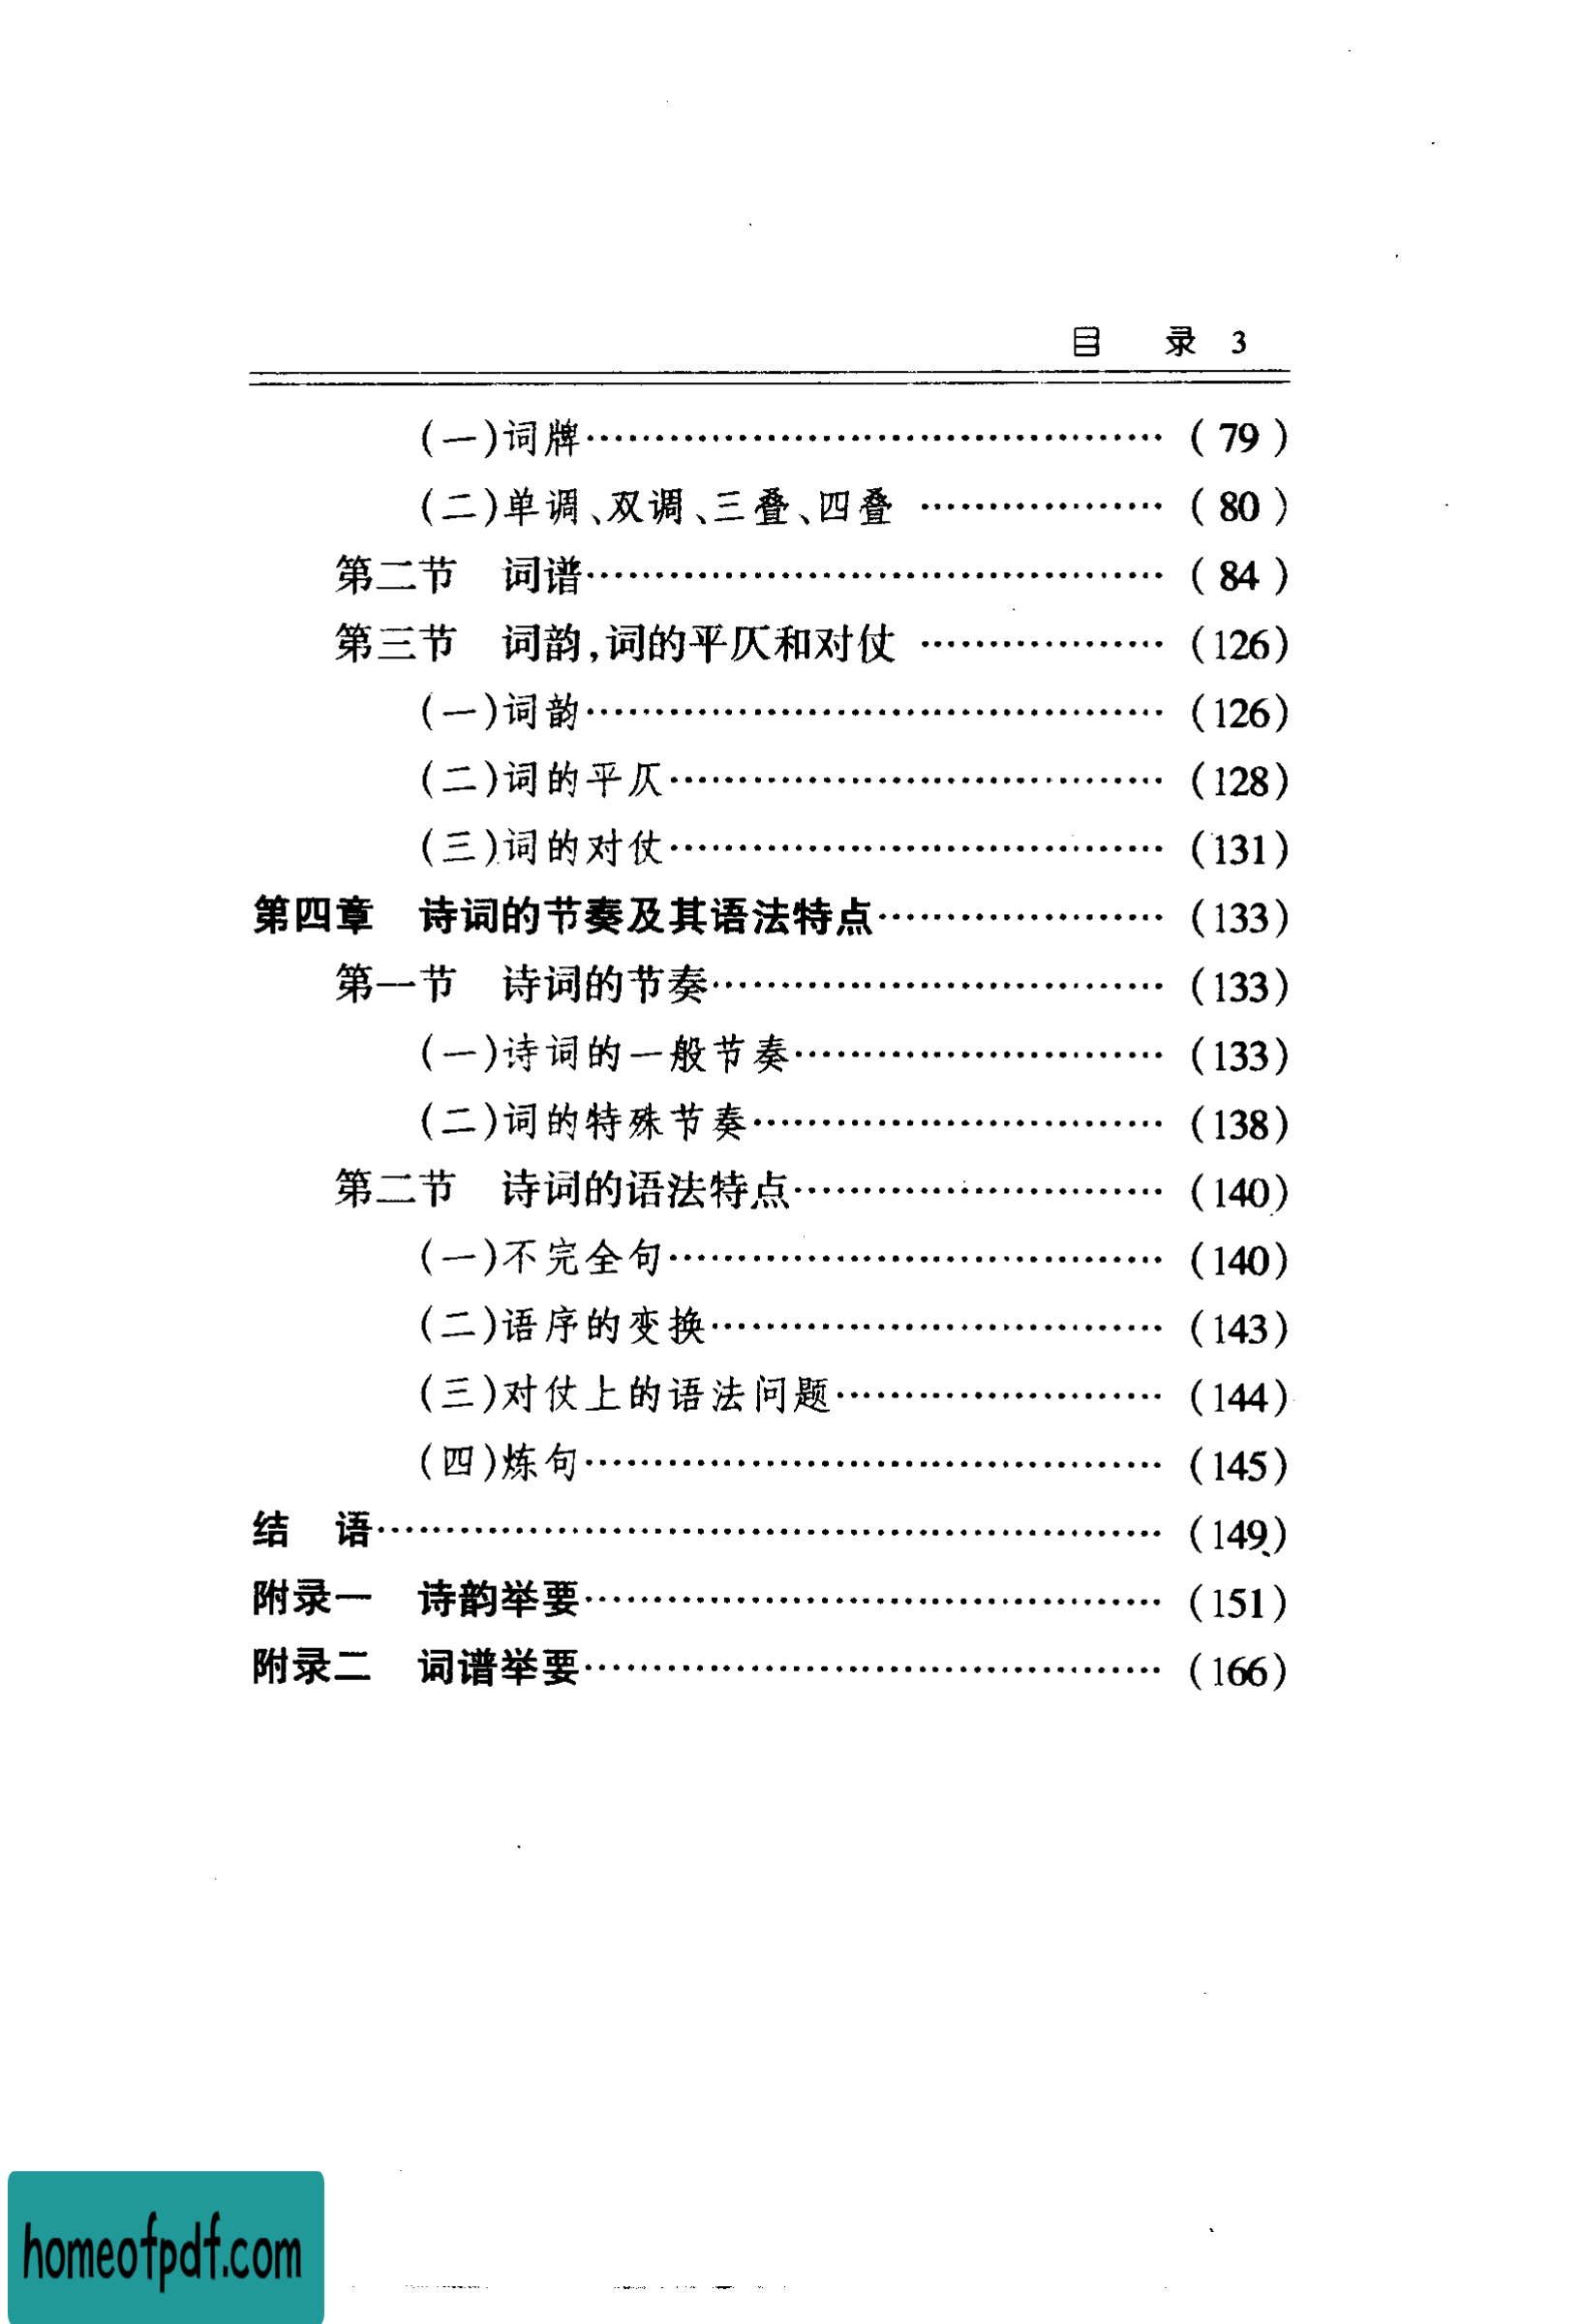 目 录 3
(一)词牌……………………………………(79)
(二)单调、双调、三叠、四叠………………(80)
第二节 词谱……………………………………(84)
第三节 词韵,词的平仄和对仗………………(126)
(一)词韵……………………………………(126)
(二)词的平仄………………………………(128)
(三)词的对仗………………………………(131)
第四章 诗词的节奏及其语法特点…………………(133)
第一节 诗词的节奏……………………………(133)
(一)诗词的一般节奏………………………(133)
(二)词的特殊节奏…………………………(138)
第二节 诗词的语法特点………………………(140)
(一)不完全句………………………………(140)
(二)语序的变换……………………………(143)
(三)对仗上的语法问题……………………(144)
(四)炼句……………………………………(145)
结 语…………………………………………………(149)
附录一 诗韵举要……………………………………(151)
附录二 词谱举要……………………………………(166)
homeofpdf.com